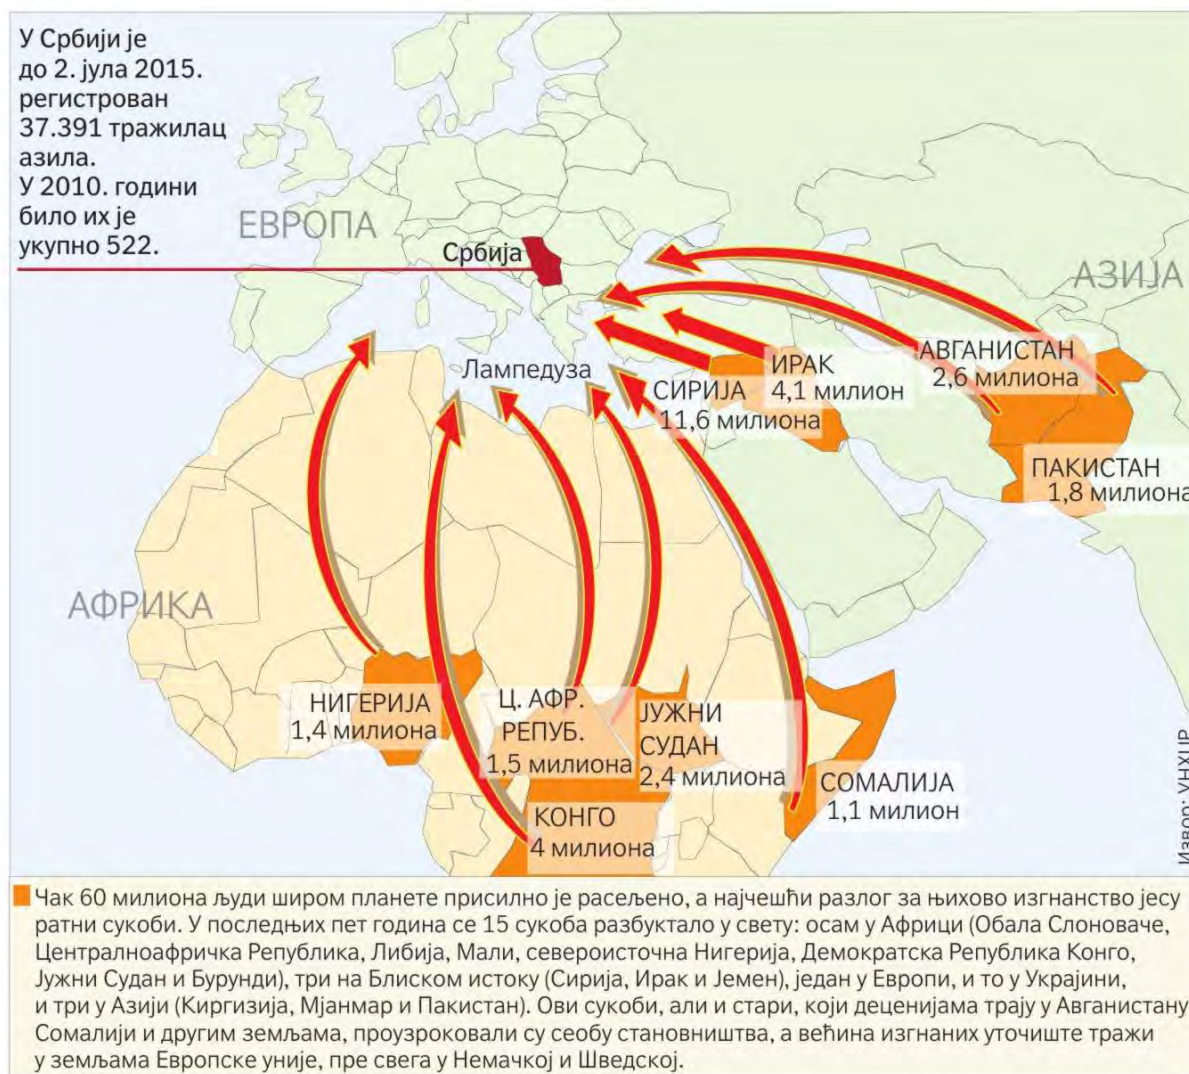 У Србији је
до 2. јула 2015.
регистрован
37.391 тражилац
азила.
У 2010. години
било их је
укупно 522.
ЕВРОПА
Србија
АЗИЈА
Лампедуза
СИРИЈА
11,6 милиона
ИРАК
4,1 милион
АВГАНИСТАН
2,6 милиона
ПАКИСТАН
1,8 милиона
АФРИКА
НИГЕРИЈА
1,4 милиона
Ц. АФР.
РЕПУБ.
1,5 милиона
ЈУЖНИ
СУДАН
2,4 милиона
КОНГО
4 милиона
СОМАЛИЈА
1,1 милион
Извор: УНХЦР
Чак 60 милиона људи широм планете присилно је расељено, а најчешћи разлог за њихово изгнанство јесу
ратни сукоби. У последњих пет година се 15 сукоба разбуктало у свету: осам у Африци (Обала Слоноваче,
Централноафричка Република, Либија, Мали, североисточна Нигерија, Демократска Република Конго,
Јужни Судан и Бурунди), три на Блиском истоку (Сирија, Ирак и Јемен), један у Европи, и то у Украјини,
и три у Азији (Киргизија, Мјанмар и Пакистан). Ови сукоби, али и стари, који деценијама трају у Авганистану
Сомалији и другим земљама, проузроковали су сеобу становништва, а већина изгнаних уточиште тражи
у земљама Европске уније, пре свега у Немачкој и Шведској.